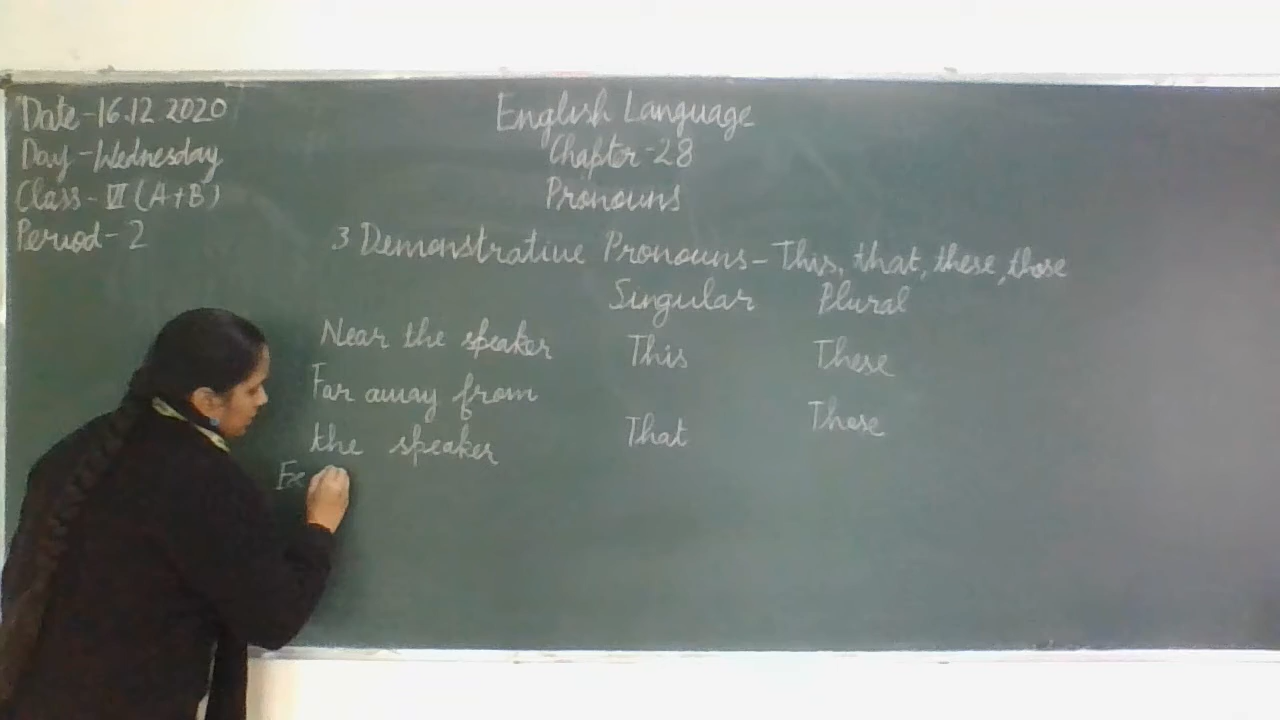 Date-16.12 2020
Day-Wednesday
Class-VI (A+B)
Period-2
English Language
Chapter-28
Pronouns
3 Demonstrative Pronouns-This, that, these, those
Singular Plural
Near the speaker This These
Far away from
the speaker That Those
Ex